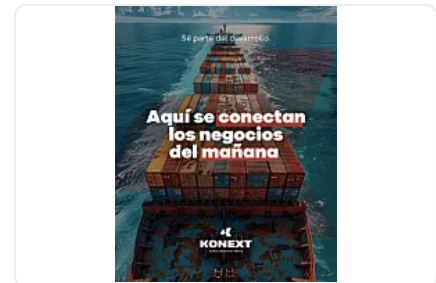 Sé parte del desarrollo.
Aquí se conectan
los negocios
del mañana
KONEXT